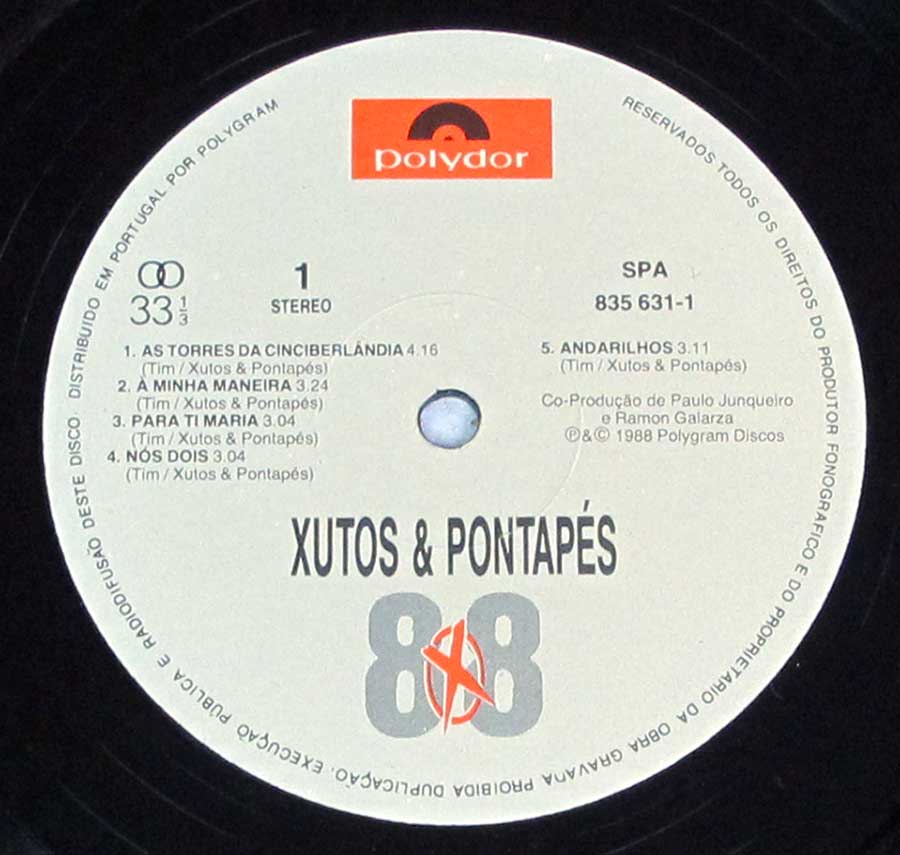 polydor
33 1/3
1
STEREO
SPA
835 631-1
1. AS TORRES DA CINCIBERLÂNDIA 4.16
(Tim / Xutos & Pontapés)
2. À MINHA MANEIRA 3.24
(Tim / Xutos & Pontapés)
3. PARA TI MARIA 3.04
(Tim / Xutos & Pontapés)
4. NÓS DOIS 3.04
(Tim / Xutos & Pontapés)
5. ANDARILHOS 3.11
(Tim / Xutos & Pontapés)
Co-Produção de Paulo Junqueiro
e Ramon Galarza
℗&© 1988 Polygram Discos
XUTOS & PONTAPÉS
88
RESERVADOS TODOS OS DIREITOS DO PRODUTOR FONOGRAFICO E DO PROPRIETARIO DA OBRA GRAVADA PROIBIDA DUPLICAÇÃO, EXECUÇAÕ PÚBLICA E RADIODIFUSÃO DESTE DISCO. DISTRIBUIDO EM PORTUGAL POR POLYGRAM